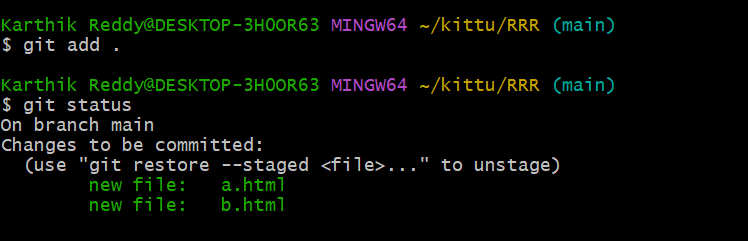 Karthik Reddy@DESKTOP-3HOOR63 MINGW64 ~/kittu/RRR (main)
$ git add .
Karthik Reddy@DESKTOP-3HOOR63 MINGW64 ~/kittu/RRR (main)
$ git status
On branch main
Changes to be committed:
  (use "git restore --staged <file>..." to unstage)
        new file:   a.html
        new file:   b.html